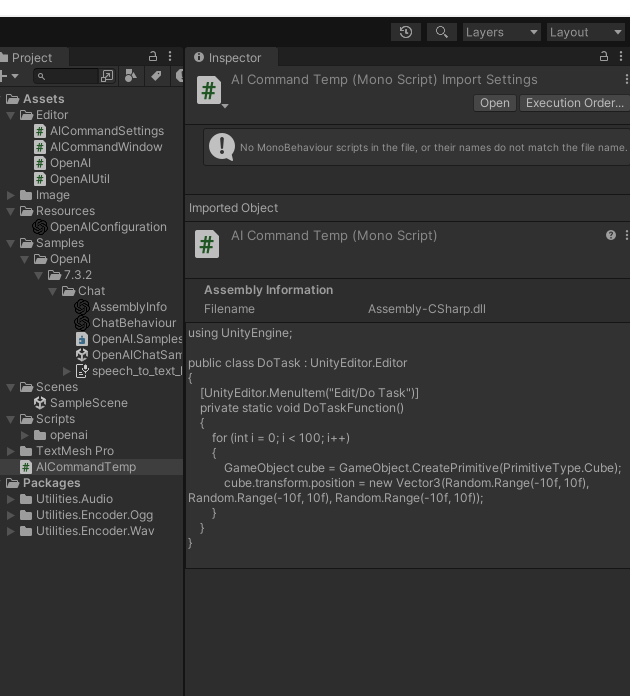 Layers
Layout
Project
Inspector
AI Command Temp (Mono Script) Import Settings
Open
Execution Order...
No MonoBehaviour scripts in the file, or their names do not match the file name.
Imported Object
AI Command Temp (Mono Script)
Assembly Information
Filename
Assembly-CSharp.dll
using UnityEngine;
public class DoTask : UnityEditor.Editor
{
[UnityEditor.MenuItem("Edit/Do Task")]
private static void DoTaskFunction()
{
for (int i = 0; i < 100; i++)
{
GameObject cube = GameObject.CreatePrimitive(PrimitiveType.Cube);
cube.transform.position = new Vector3(Random.Range(-10f, 10f),
Random.Range(-10f, 10f), Random.Range(-10f, 10f));
}
}
}
Assets
Editor
AICommandSettings
AICommandWindow
OpenAI
OpenAIUtil
Image
Resources
OpenAIConfiguration
Samples
OpenAI
7.3.2
Chat
AssemblyInfo
ChatBehaviour
OpenAI.Samples
OpenAIChatSam
speech_to_text_
Scenes
SampleScene
Scripts
openai
TextMesh Pro
AICommandTemp
Packages
Utilities.Audio
Utilities.Encoder.Ogg
Utilities.Encoder.Wav